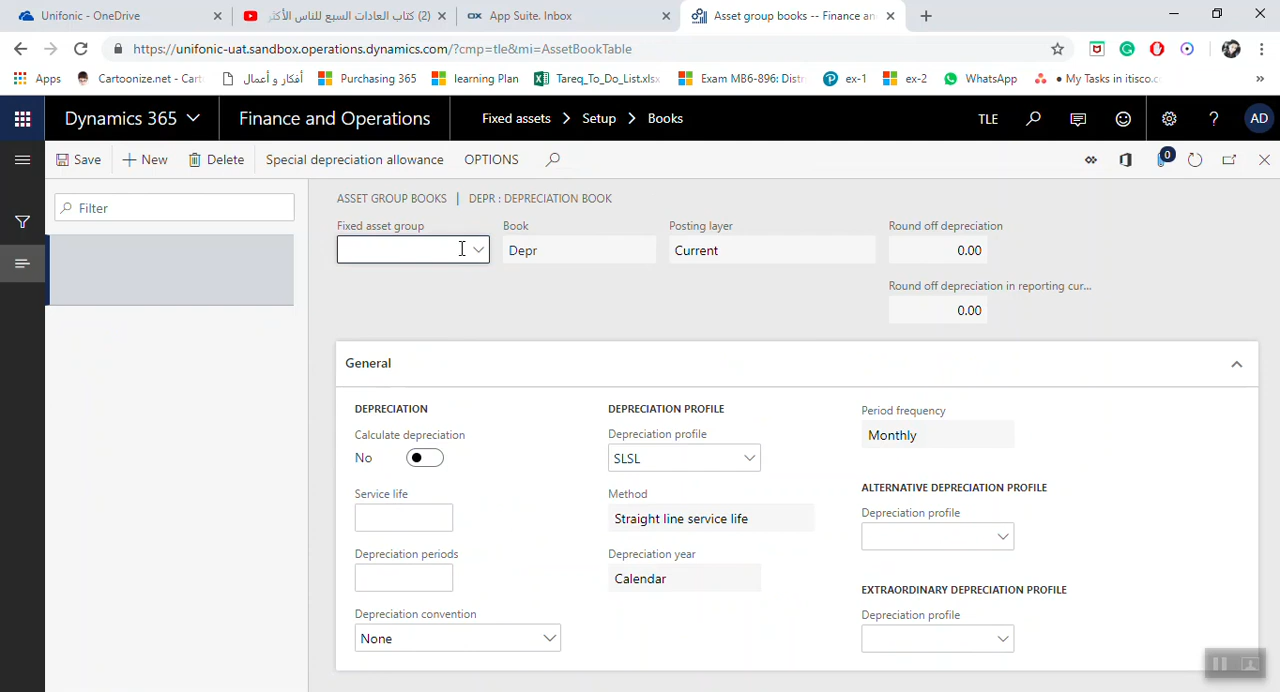 Unifonic - OneDrive
(2) كتاب العادات السبع للناس الأكثر
App Suite. Inbox
Asset group books -- Finance an
https://unifonic-uat.sandbox.operations.dynamics.com/?cmp=tle&mi=AssetBookTable
Apps
Cartoonize.net - Cart
أفكار و أعمال
Purchasing 365
learning Plan
Tareq_To_Do_List.xlsx
Exam MB6-896: Distr
ex-1
ex-2
WhatsApp
• My Tasks in itisco.c
»
Dynamics 365
Finance and Operations
Fixed assets > Setup > Books
TLE
?
AD
Save
+ New
Delete
Special depreciation allowance
OPTIONS
0
Filter
ASSET GROUP BOOKS | DEPR : DEPRECIATION BOOK
Fixed asset group
Book
Depr
Posting layer
Current
Round off depreciation
0.00
Round off depreciation in reporting cur...
0.00
General
DEPRECIATION
Calculate depreciation
No
Service life
Depreciation periods
Depreciation convention
None
DEPRECIATION PROFILE
Depreciation profile
SLSL
Method
Straight line service life
Depreciation year
Calendar
Period frequency
Monthly
ALTERNATIVE DEPRECIATION PROFILE
Depreciation profile
EXTRAORDINARY DEPRECIATION PROFILE
Depreciation profile